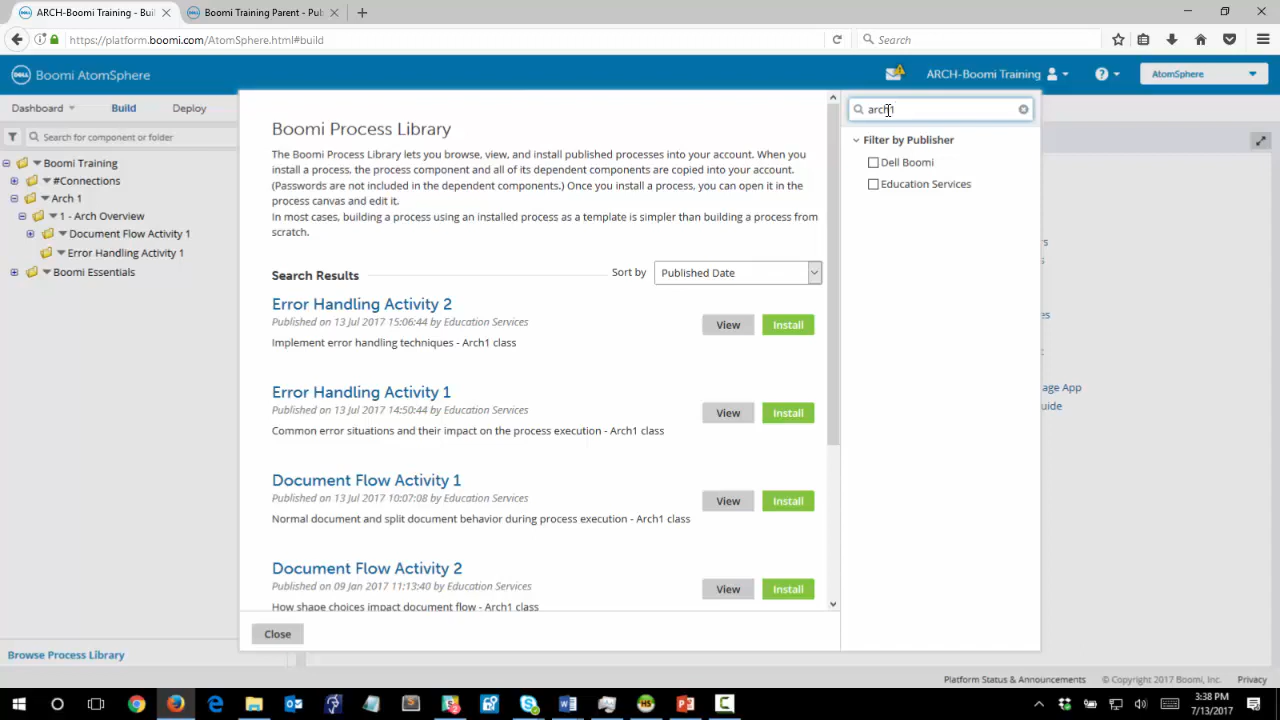 ARCH-Boomi Training - Buil
Boomi Training Parent - Pub
https://platform.boomi.com/AtomSphere.html#build
Search
DELL
Boomi AtomSphere
ARCH-Boomi Training
AtomSphere
Dashboard
Build
Deploy
Search for component or folder
Boomi Training
#Connections
Arch 1
1 - Arch Overview
Document Flow Activity 1
Error Handling Activity 1
Boomi Essentials
Browse Process Library
Boomi Process Library
The Boomi Process Library lets you browse, view, and install published processes into your account. When you
install a process, the process component and all of its dependent components are copied into your account.
(Passwords are not included in the dependent components.) Once you install a process, you can open it in the
process canvas and edit it.
In most cases, building a process using an installed process as a template is simpler than building a process from
scratch.
Search Results
Sort by
Published Date
Error Handling Activity 2
Published on 13 Jul 2017 15:06:44 by Education Services
Implement error handling techniques - Arch1 class
View
Install
Error Handling Activity 1
Published on 13 Jul 2017 14:50:44 by Education Services
Common error situations and their impact on the process execution - Arch1 class
View
Install
Document Flow Activity 1
Published on 13 Jul 2017 10:07:08 by Education Services
Normal document and split document behavior during process execution - Arch1 class
View
Install
Document Flow Activity 2
Published on 09 Jan 2017 11:13:40 by Education Services
How shape choices impact document flow - Arch1 class
View
Install
Close
arch1
Filter by Publisher
Dell Boomi
Education Services
age App
uide
Platform Status & Announcements
© Copyright 2017 Boomi, Inc.
Privacy
3:38 PM
7/13/2017